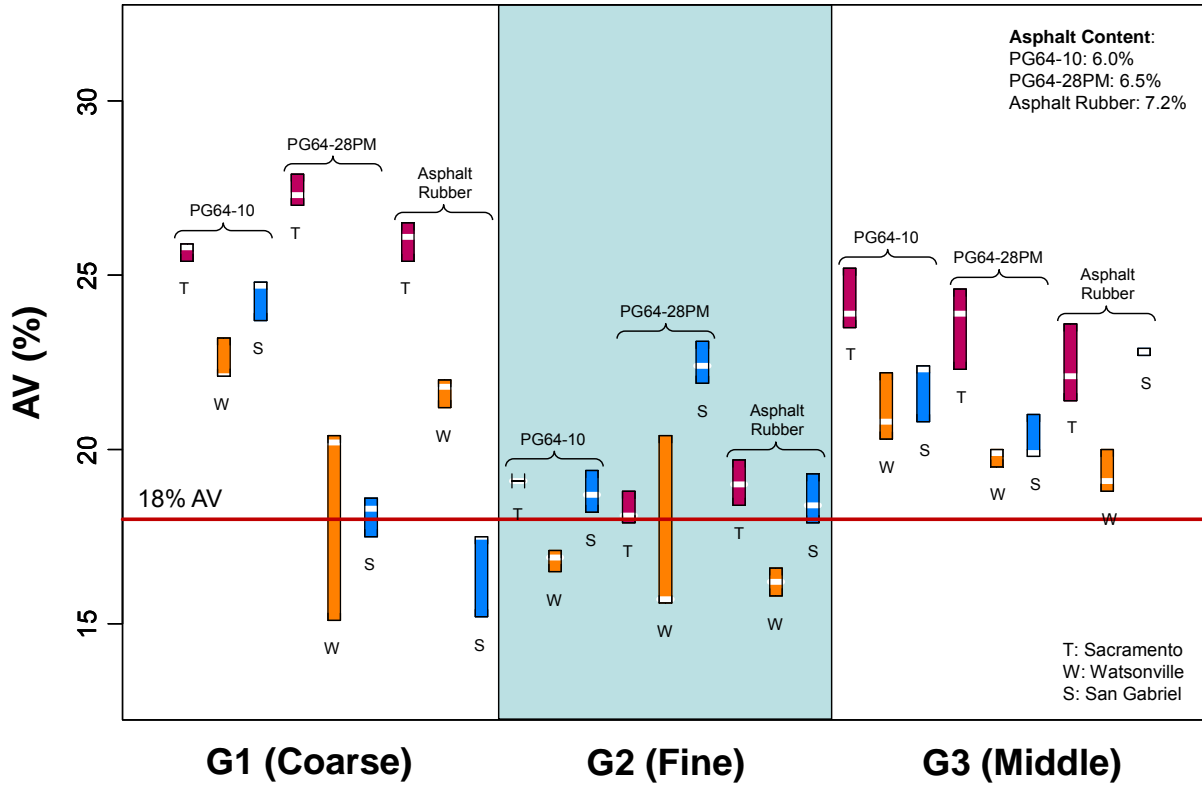 Asphalt Content:
PG64-10: 6.0%
PG64-28PM: 6.5%
Asphalt Rubber: 7.2%
AV (%)
30
25
20
15
18% AV
PG64-10
T
W
S
PG64-28PM
T
W
S
Asphalt
Rubber
T
W
S
PG64-10
T
W
S
PG64-28PM
T
W
S
Asphalt
Rubber
T
W
S
PG64-10
T
W
S
PG64-28PM
T
W
S
Asphalt
Rubber
T
W
S
T: Sacramento
W: Watsonville
S: San Gabriel
G1 (Coarse)
G2 (Fine)
G3 (Middle)